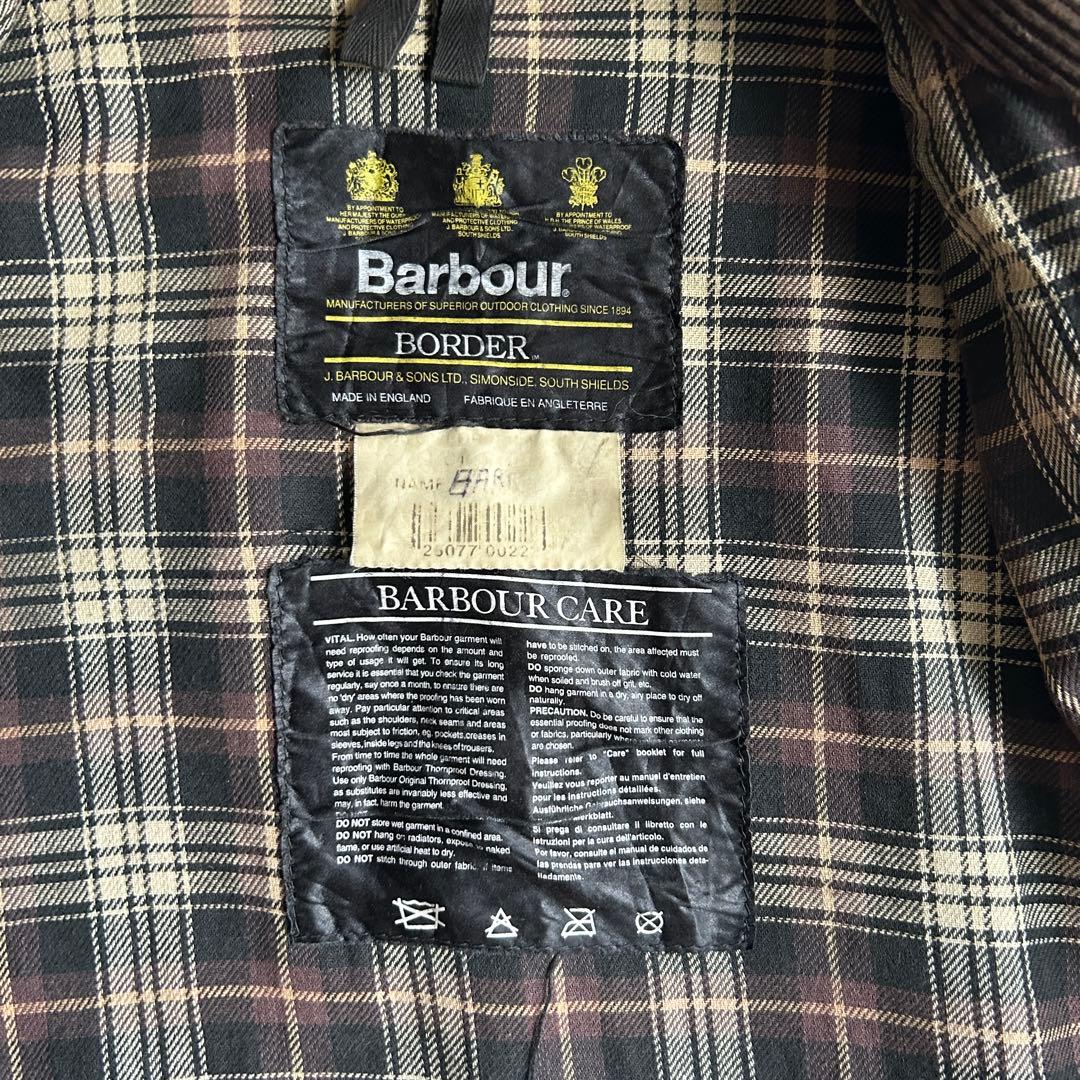 BY APPOINTMENT TO
HER MAJESTY THE
MANUFACTURERS OF WATERPROOF
AND PROTECTIVE CLOTHING
J. BARBOUR & SONS LTD.
MANUFACTURERS OF
AND PROTECTIVE CLOTHING
J. BARBOUR & SONS LTD.
SOUTH SHIELDS.
BY APPOINTMENT TO
H.R.H. THE PRINCE OF WALES
OF WATERPROOF
SOUTH SHIELDS
Barbour®
MANUFACTURERS OF SUPERIOR OUTDOOR CLOTHING SINCE 1894
BORDER™
J. BARBOUR & SONS LTD., SIMONSIDE, SOUTH SHIELDS
MADE IN ENGLAND FABRIQUE EN ANGLETERRE
NAME
25077 0022
BARBOUR CARE
VITAL. How often your Barbour garment will
need reproofing depends on the amount and
type of usage it will get. To ensure its long
service it is essential that you check the garment
regularly, say once a month, to ensure there are
no 'dry' areas where the proofing has been worn
away. Pay particular attention to critical areas
such as the shoulders, neck seams and areas
most subject to friction, eg. pockets, creases in
sleeves, inside legs and the knees of trousers.
From time to time the whole garment will need
reproofing with Barbour Thornproof Dressing.
Use only Barbour Original Thornproof Dressing,
as substitutes are invariably less effective and
may, in fact, harm the garment.
DO NOT store wet garment in a confined area.
DO NOT hang on radiators, expose naked
flame, or use artificial heat to dry.
DO NOT stitch through outer fabric. If items
have to be stitched on, the area affected must
be reproofed.
DO sponge down outer fabric with cold water
when soiled and brush off grit, etc.
DO hang garment in a dry, airy place to dry off
naturally.
PRECAUTION. Do be careful to ensure that the
essential proofing does not mark other clothing
or fabrics, particularly
are chosen.
Please refer to "Care" booklet for full
instructions.
Veuillez vous reporter au manuel d'entretien
pour les instructions détaillées.
Ausführliche Gebrauchsanweisungen, siehe
Si prega di consultare il libretto con le
istruzioni per la cura dell'articolo.
Por favor, consulte el manual de cuidados de
las prendas para ver las instrucciones deta-
lladamente.